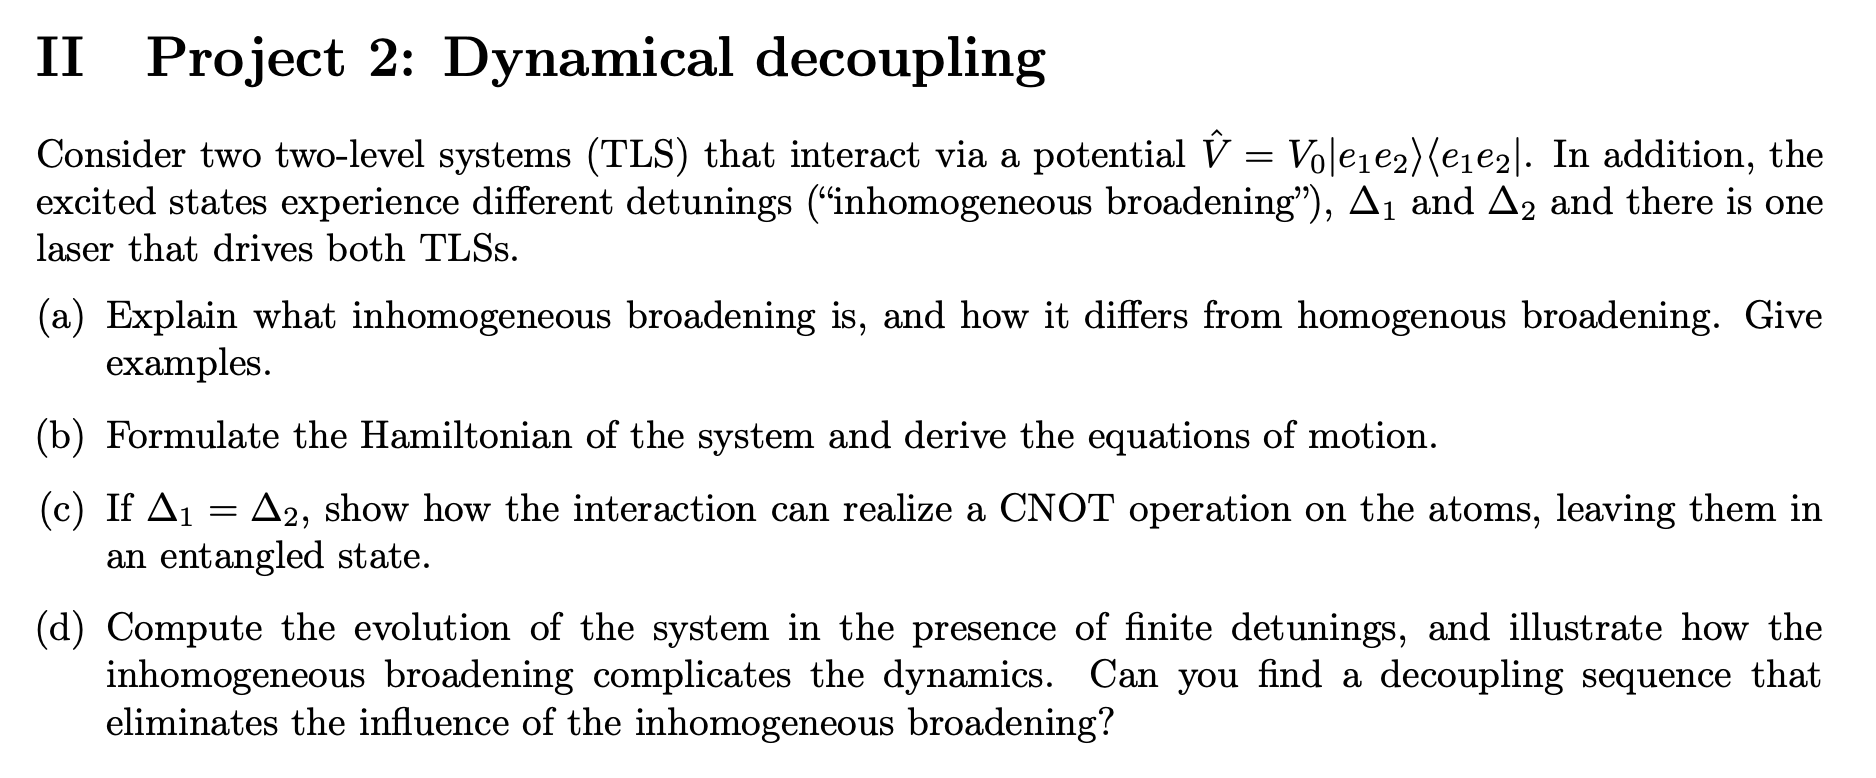 II Project 2: Dynamical decoupling
Consider two two-level systems (TLS) that interact via a potential V̂ = V₀|e₁e₂⟩⟨e₁e₂|. In addition, the
excited states experience different detunings (“inhomogeneous broadening”), Δ₁ and Δ₂ and there is one
laser that drives both TLSs.
(a) Explain what inhomogeneous broadening is, and how it differs from homogenous broadening. Give
examples.
(b) Formulate the Hamiltonian of the system and derive the equations of motion.
(c) If Δ₁ = Δ₂, show how the interaction can realize a CNOT operation on the atoms, leaving them in
an entangled state.
(d) Compute the evolution of the system in the presence of finite detunings, and illustrate how the
inhomogeneous broadening complicates the dynamics. Can you find a decoupling sequence that
eliminates the influence of the inhomogeneous broadening?